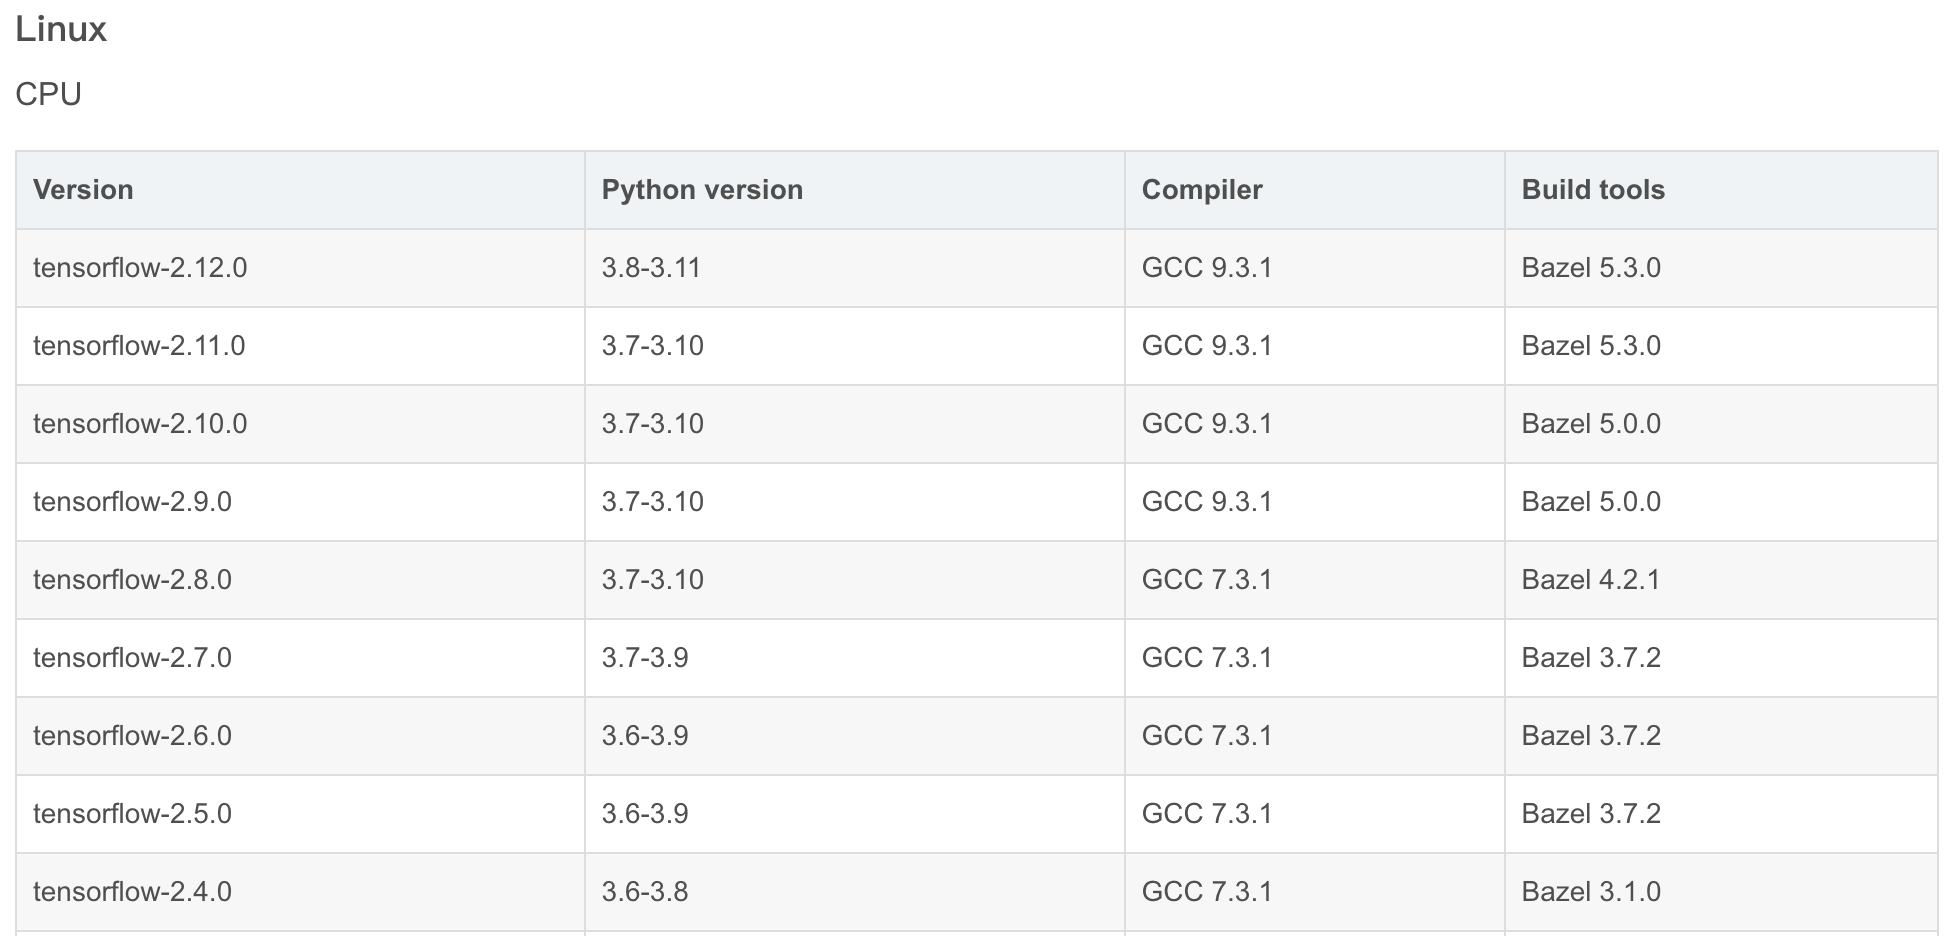 Linux
CPU
Version Python version Compiler Build tools
tensorflow-2.12.0 3.8-3.11 GCC 9.3.1 Bazel 5.3.0
tensorflow-2.11.0 3.7-3.10 GCC 9.3.1 Bazel 5.3.0
tensorflow-2.10.0 3.7-3.10 GCC 9.3.1 Bazel 5.0.0
tensorflow-2.9.0 3.7-3.10 GCC 9.3.1 Bazel 5.0.0
tensorflow-2.8.0 3.7-3.10 GCC 7.3.1 Bazel 4.2.1
tensorflow-2.7.0 3.7-3.9 GCC 7.3.1 Bazel 3.7.2
tensorflow-2.6.0 3.6-3.9 GCC 7.3.1 Bazel 3.7.2
tensorflow-2.5.0 3.6-3.9 GCC 7.3.1 Bazel 3.7.2
tensorflow-2.4.0 3.6-3.8 GCC 7.3.1 Bazel 3.1.0